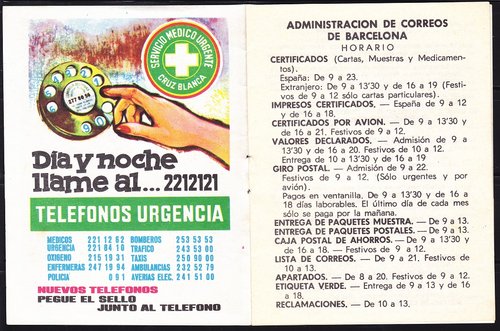 SERVICIO MEDICO URGENTE
CRUZ BLANCA
Dia y noche
llame al... 2212121
TELEFONOS URGENCIA
MEDICOS 221 12 62 BOMBEROS 253 53 53
URGENCIA 221 84 10 TRAFICO 243 53 00
OXIGENO 215 19 31 TAXIS 250 98 00
ENFERMERAS 247 19 94 AMBULANCIAS 232 52 79
POLICIA 0 9 1 AVERIAS ELEC. 241 51 00
NUEVOS TELEFONOS
PEGUE EL SELLO
JUNTO AL TELEFONO
ADMINISTRACION DE CORREOS
DE BARCELONA
HORARIO
CERTIFICADOS (Cartas, Muestras y Medicamen-
tos).
España: De 9 a 23.
Extranjero: De 9 a 13'30 y de 16 a 19 (Festi-
vos de 9 a 12 sólo cartas particulares).
IMPRESOS CERTIFICADOS, — España de 9 a 12
y de 16 a 18.
CERTIFICADOS POR AVION. — De 9 a 13'30 y
de 16 a 21. Festivos de 9 a 12.
VALORES DECLARADOS, — Admisión de 9 a
13'30 y de 16 a 20. Festivos de 10 a 12.
Entrega de 10 a 13'30 y de 16 a 19
GIRO POSTAL. — Admisión de 9 a 22.
Festivos de 9 a 12, (Sólo urgentes y por
avión).
Pagos en ventanilla, De 9 a 13'30 y de 16 a
18 días laborables. El último día de cada mes
sólo se paga por la mañana.
ENTREGA DE PAQUETES MUESTRA. — De 9 a 13.
ENTREGA DE PAQUETES POSTALES. — De 9 a 13.
CAJA POSTAL DE AHORROS. — De 9 a 13'30
y de 16 a 18. — Festivos de 9 a 13.
LISTA DE CORREOS. — De 9 a 21. Festivos de
10 a 13.
APARTADOS. — De 8 a 20. Festivos de 9 a 12.
ETIQUETA VERDE. — Entrega de 9 a 13 y de
16 a 18.
RECLAMACIONES. — De 10 a 13.